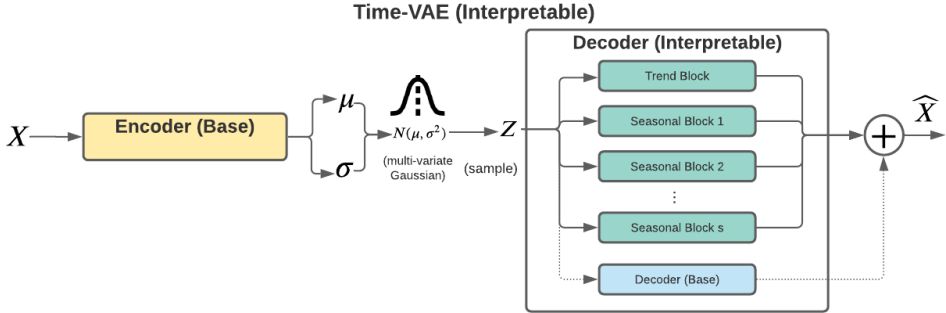 Time-VAE (Interpretable)
Decoder (Interpretable)
Trend Block
X
Encoder (Base)
μ
σ
N(μ, σ²)
(multi-variate
Gaussian)
Z
(sample)
Seasonal Block 1
Seasonal Block 2
⋮
Seasonal Block s
Decoder (Base)
+
X̂